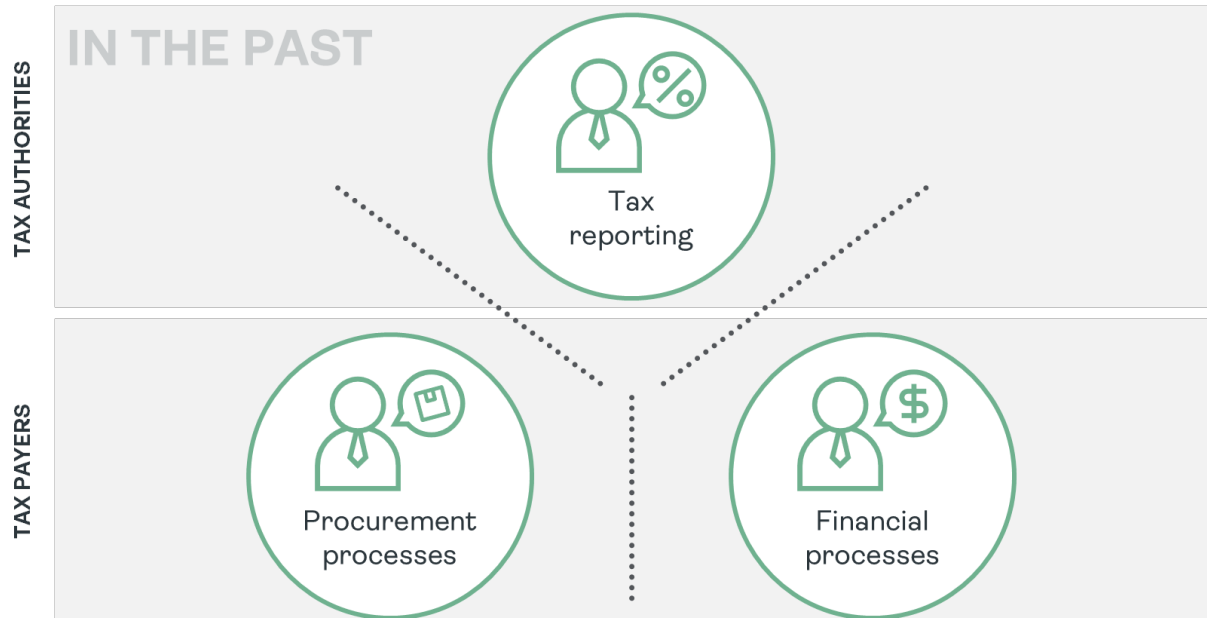 IN THE PAST
TAX AUTHORITIES
%
Tax
reporting
TAX PAYERS
$
Procurement
processes
Financial
processes